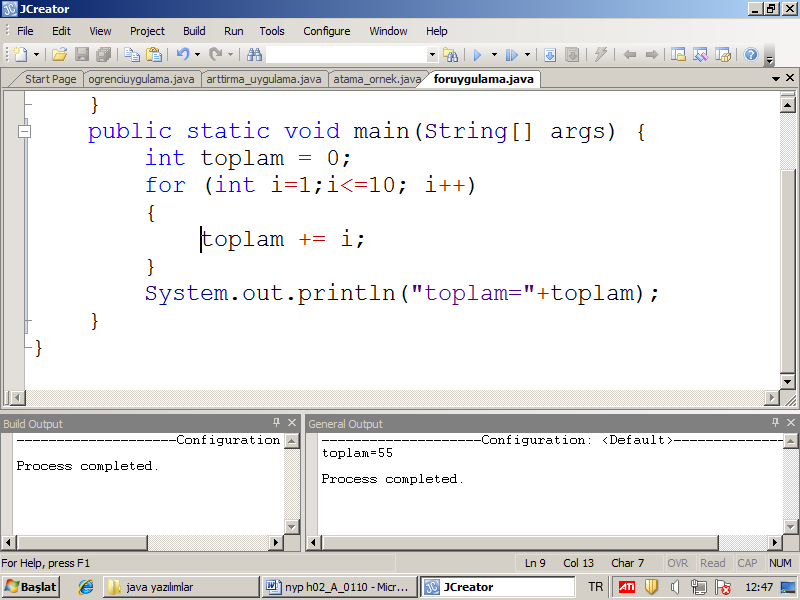 JCreator
File Edit View Project Build Run Tools Configure Window Help
Start Page ogrenciuygulama.java arttirma_uygulama.java atama_ornek.java foruygulama.java
}
public static void main(String[] args) {
int toplam = 0;
for (int i=1;i<=10; i++)
{
toplam += i;
}
System.out.println("toplam="+toplam);
}
}
Build Output
--------------------Configuration
Process completed.
General Output
--------------------Configuration: <Default>--------------
toplam=55
Process completed.
For Help, press F1 Ln 9 Col 13 Char 7 OVR Read CAP NUM
Başlat java yazılımlar nyp h02_A_0110 - Micr... JCreator TR ATI 12:47